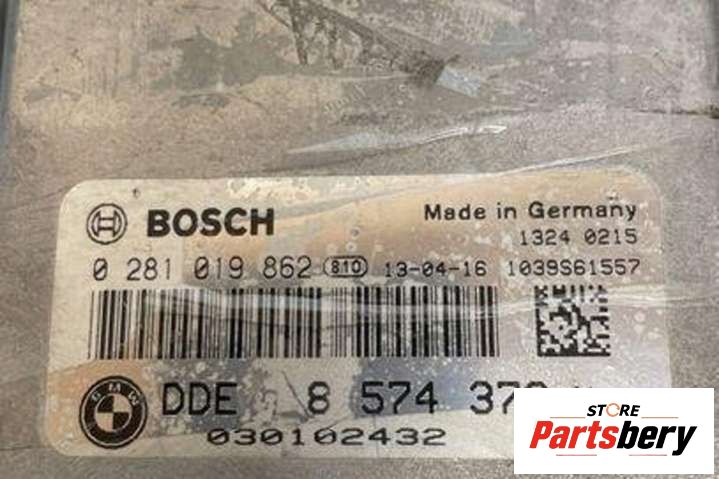 BOSCH
Made in Germany
1324 0215
0 281 019 862 810 13-04-16 1039S61557
BMW
DDE 8 574
030102432
STORE
Partsbery